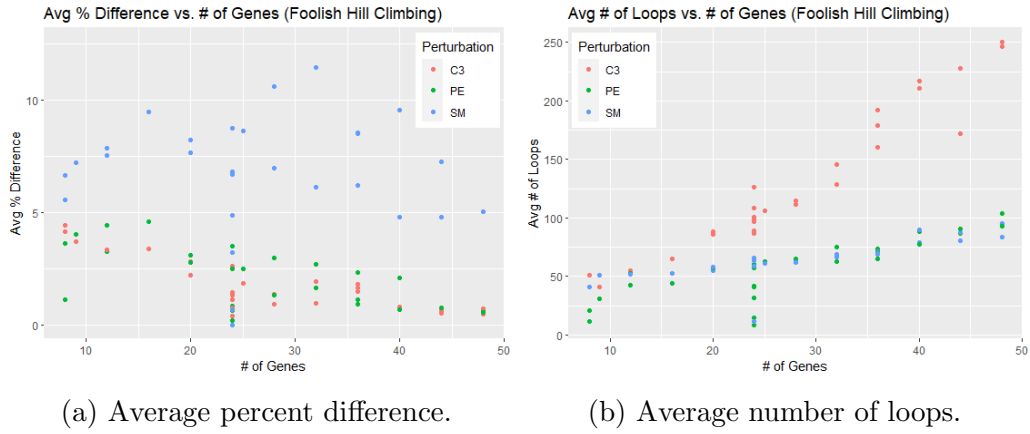 Avg % Difference vs. # of Genes (Foolish Hill Climbing)
Avg % Difference
10
5
0
Perturbation
C3
PE
SM
10
20
30
40
50
# of Genes
(a) Average percent difference.
Avg # of Loops vs. # of Genes (Foolish Hill Climbing)
Avg # of Loops
250
200
150
100
50
0
Perturbation
C3
PE
SM
10
20
30
40
50
# of Genes
(b) Average number of loops.